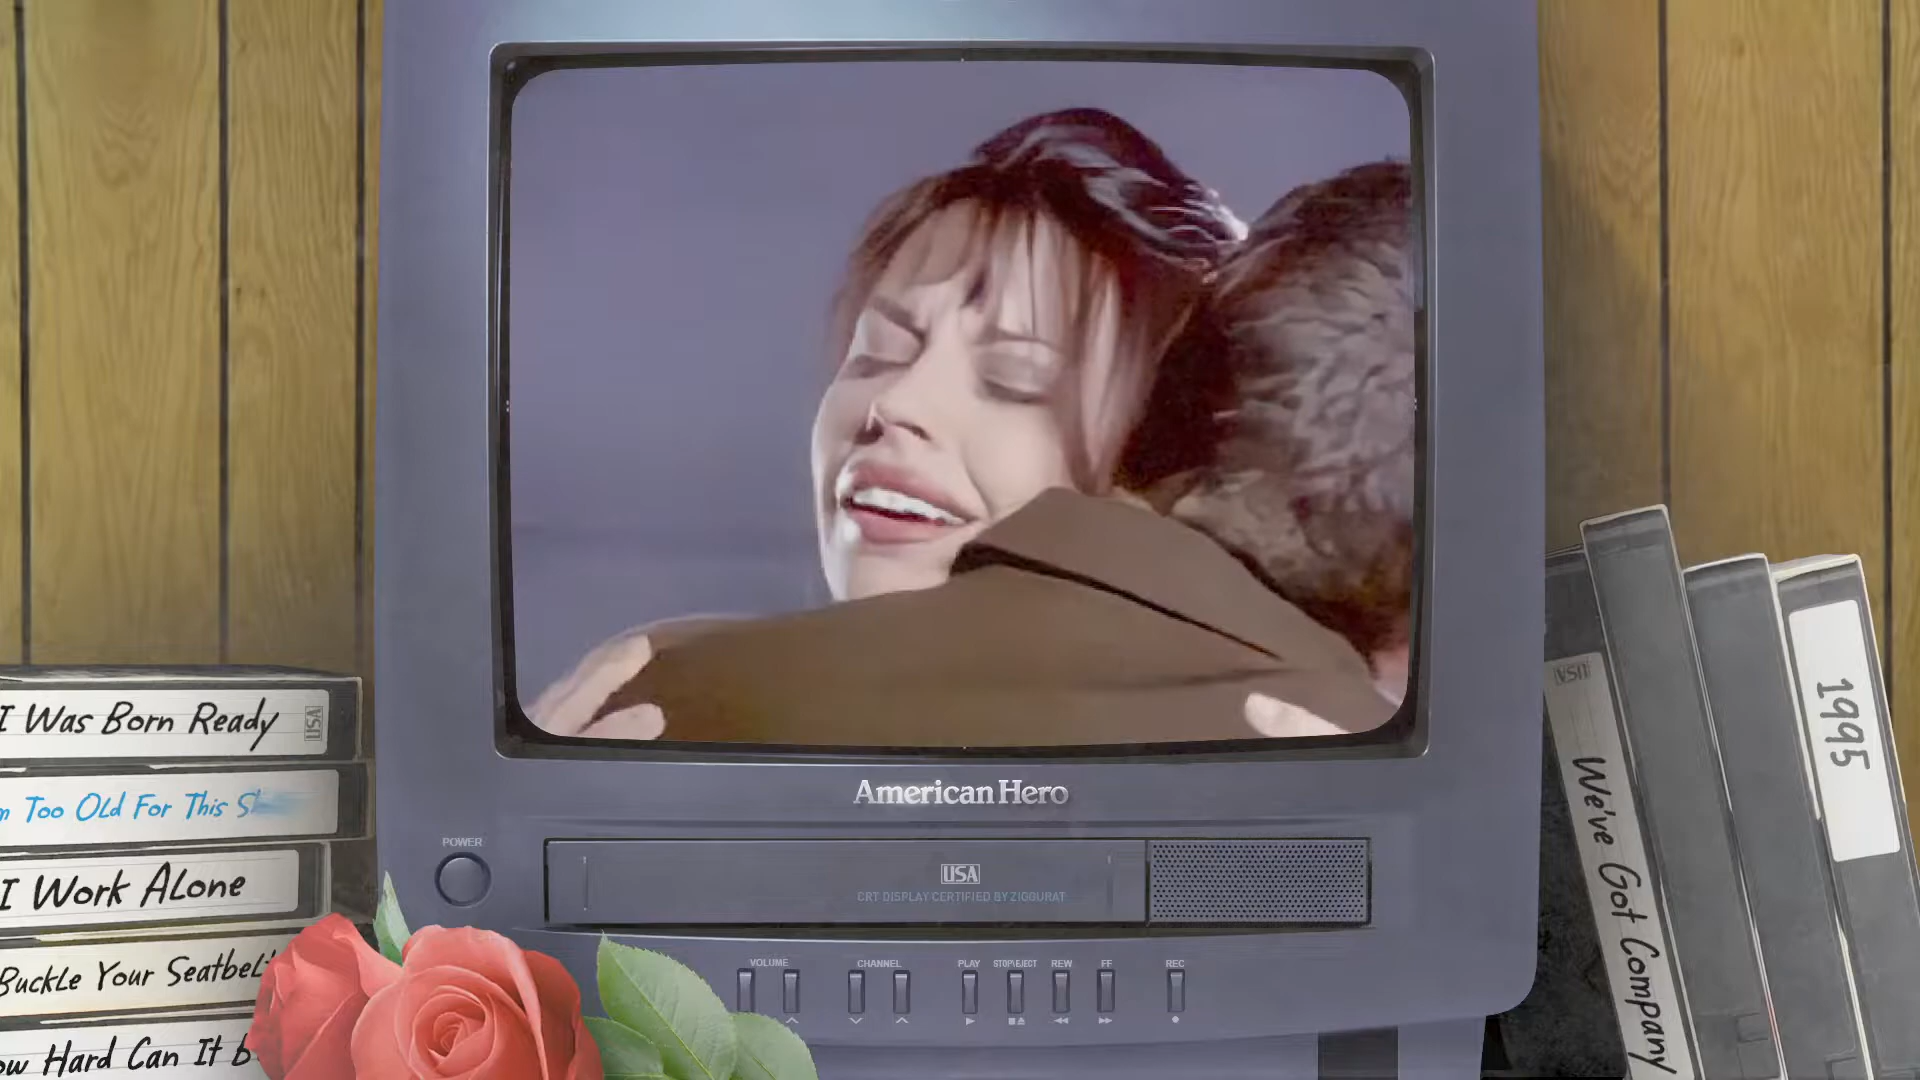 I Was Born Ready
USA
Too Old For This
I Work Alone
Buckle Your Seatbel
Hard Can It b
American Hero
POWER
USA
CRT DISPLAY CERTIFIED BY ZIGGURAT
VOLUME
CHANNEL
PLAY
STOP\EJECT
REW
FF
REC
USA
We've Got Company
1995